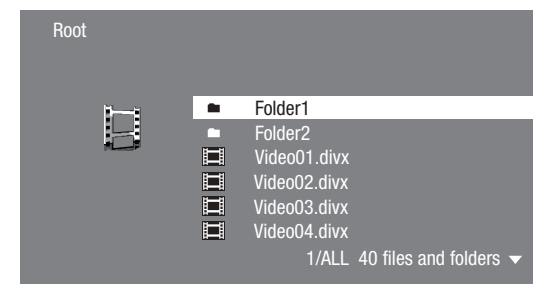 Root
Folder1
Folder2
Video01.divx
Video02.divx
Video03.divx
Video04.divx
1/ALL 40 files and folders